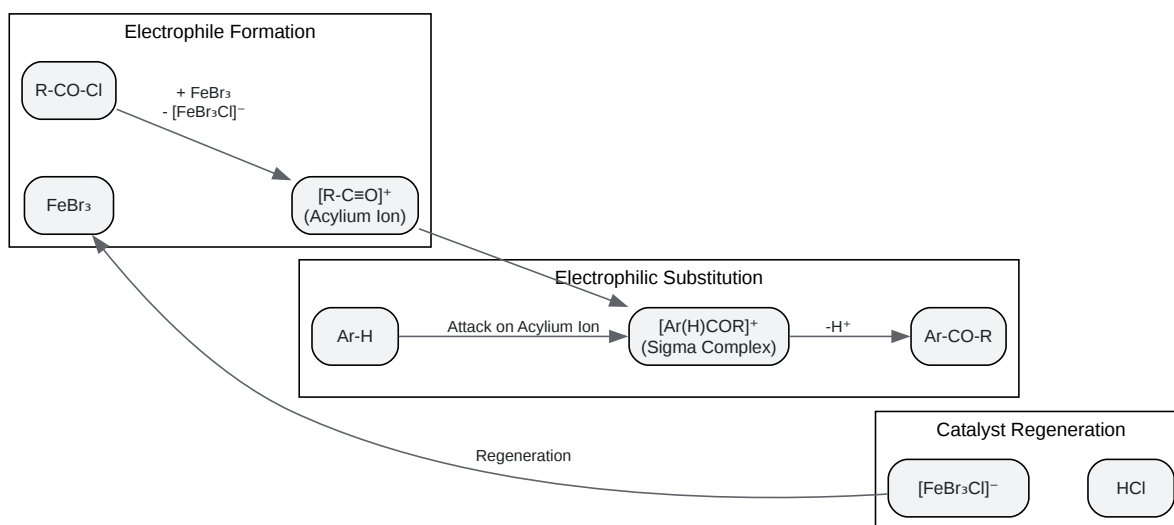 Electrophile Formation
R-CO-Cl
+ FeBr₃
- [FeBr₃Cl]⁻
FeBr₃
[R-C≡O]⁺
(Acylium Ion)
Electrophilic Substitution
Ar-H
Attack on Acylium Ion
[Ar(H)COR]⁺
(Sigma Complex)
-H⁺
Ar-CO-R
Catalyst Regeneration
Regeneration
[FeBr₃Cl]⁻
HCl